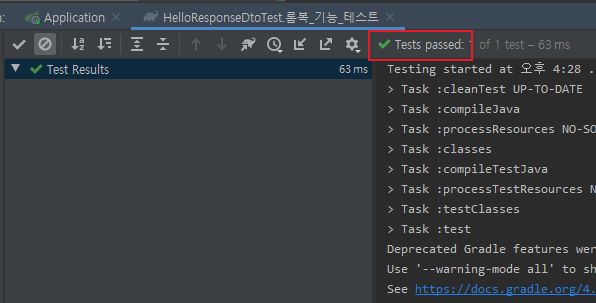 un:
Application
HelloResponseDtoTest.롬복_기능_테스트
Tests passed: 1 of 1 test – 63 ms
Test Results
63 ms
Testing started at 오후 4:28 .
> Task :cleanTest UP-TO-DATE
> Task :compileJava
> Task :processResources NO-SO
> Task :classes
> Task :compileTestJava
> Task :processTestResources N
> Task :testClasses
> Task :test
Deprecated Gradle features wer
Use '--warning-mode all' to sh
See https://docs.gradle.org/4.